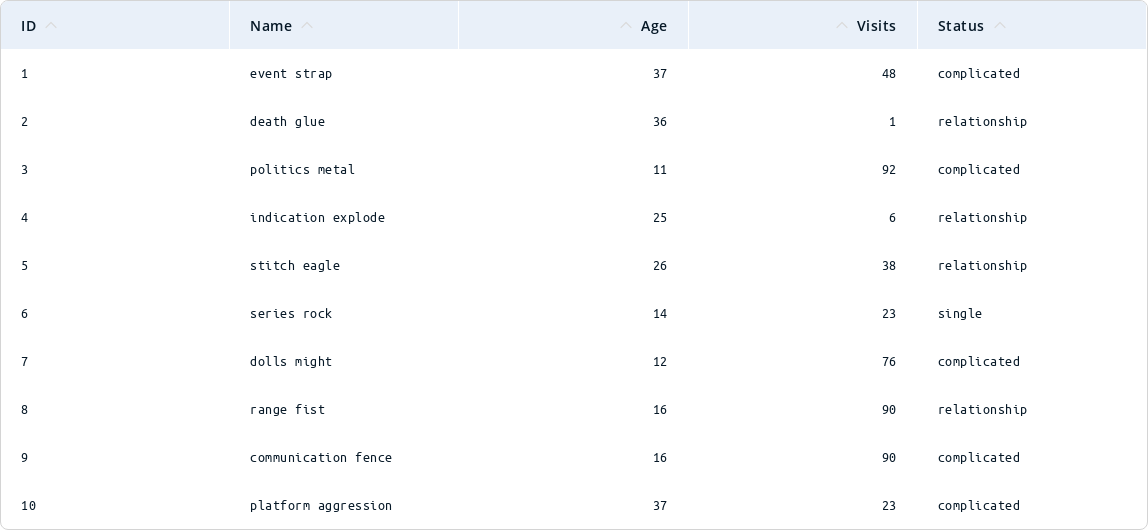 ID Name Age Visits Status
1 event strap 37 48 complicated
2 death glue 36 1 relationship
3 politics metal 11 92 complicated
4 indication explode 25 6 relationship
5 stitch eagle 26 38 relationship
6 series rock 14 23 single
7 dolls might 12 76 complicated
8 range fist 16 90 relationship
9 communication fence 16 90 complicated
10 platform aggression 37 23 complicated